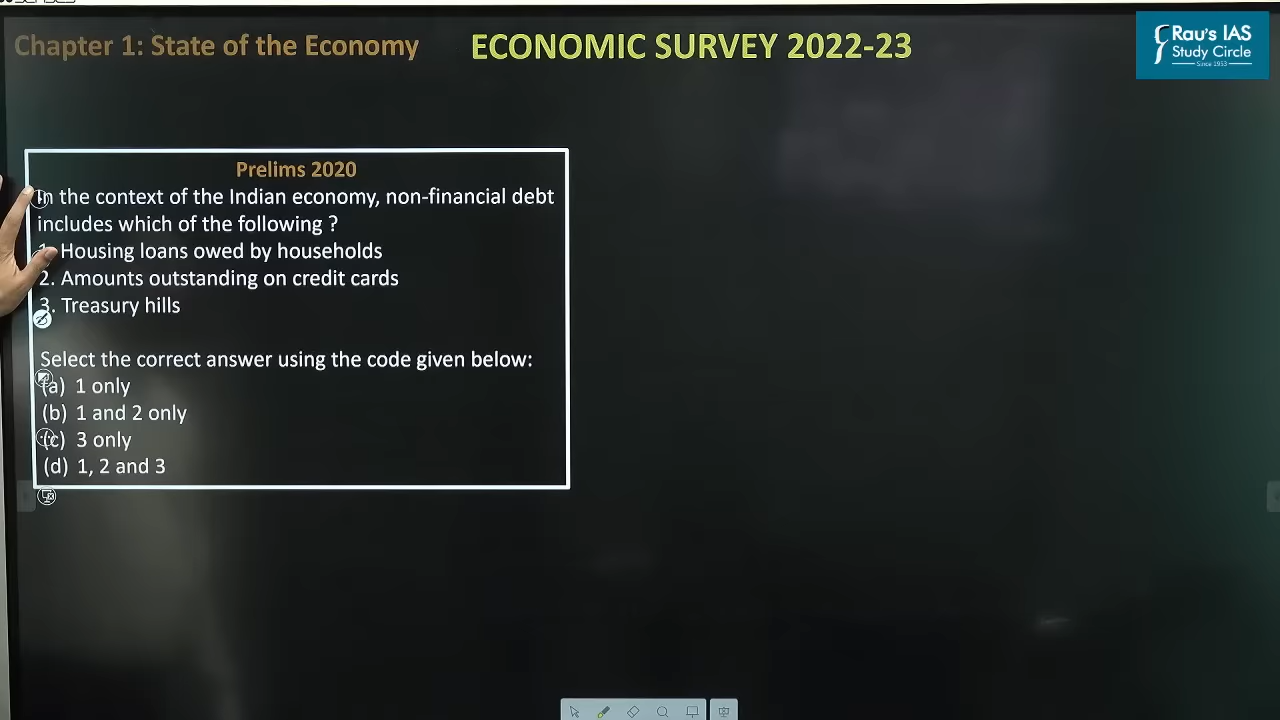 Chapter 1: State of the Economy
ECONOMIC SURVEY 2022-23
Rau's IAS
Study Circle
Since 1953
Prelims 2020
In the context of the Indian economy, non-financial debt
includes which of the following ?
1. Housing loans owed by households
2. Amounts outstanding on credit cards
3. Treasury hills
Select the correct answer using the code given below:
(a) 1 only
(b) 1 and 2 only
(c) 3 only
(d) 1, 2 and 3